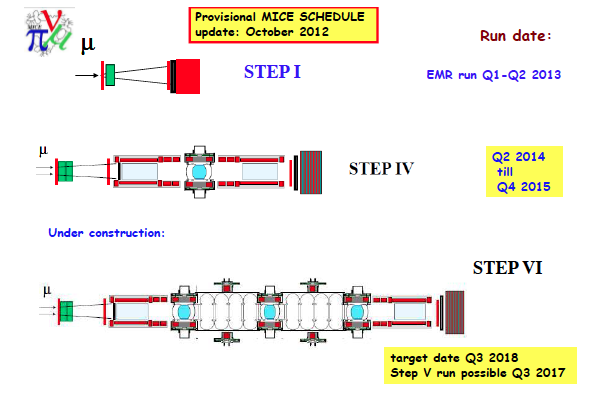 Provisional MICE SCHEDULE
update: October 2012
Run date:
μ
STEP I
EMR run Q1-Q2 2013
μ
STEP IV
Q2 2014
till
Q4 2015
Under construction:
STEP VI
μ
target date Q3 2018
Step V run possible Q3 2017